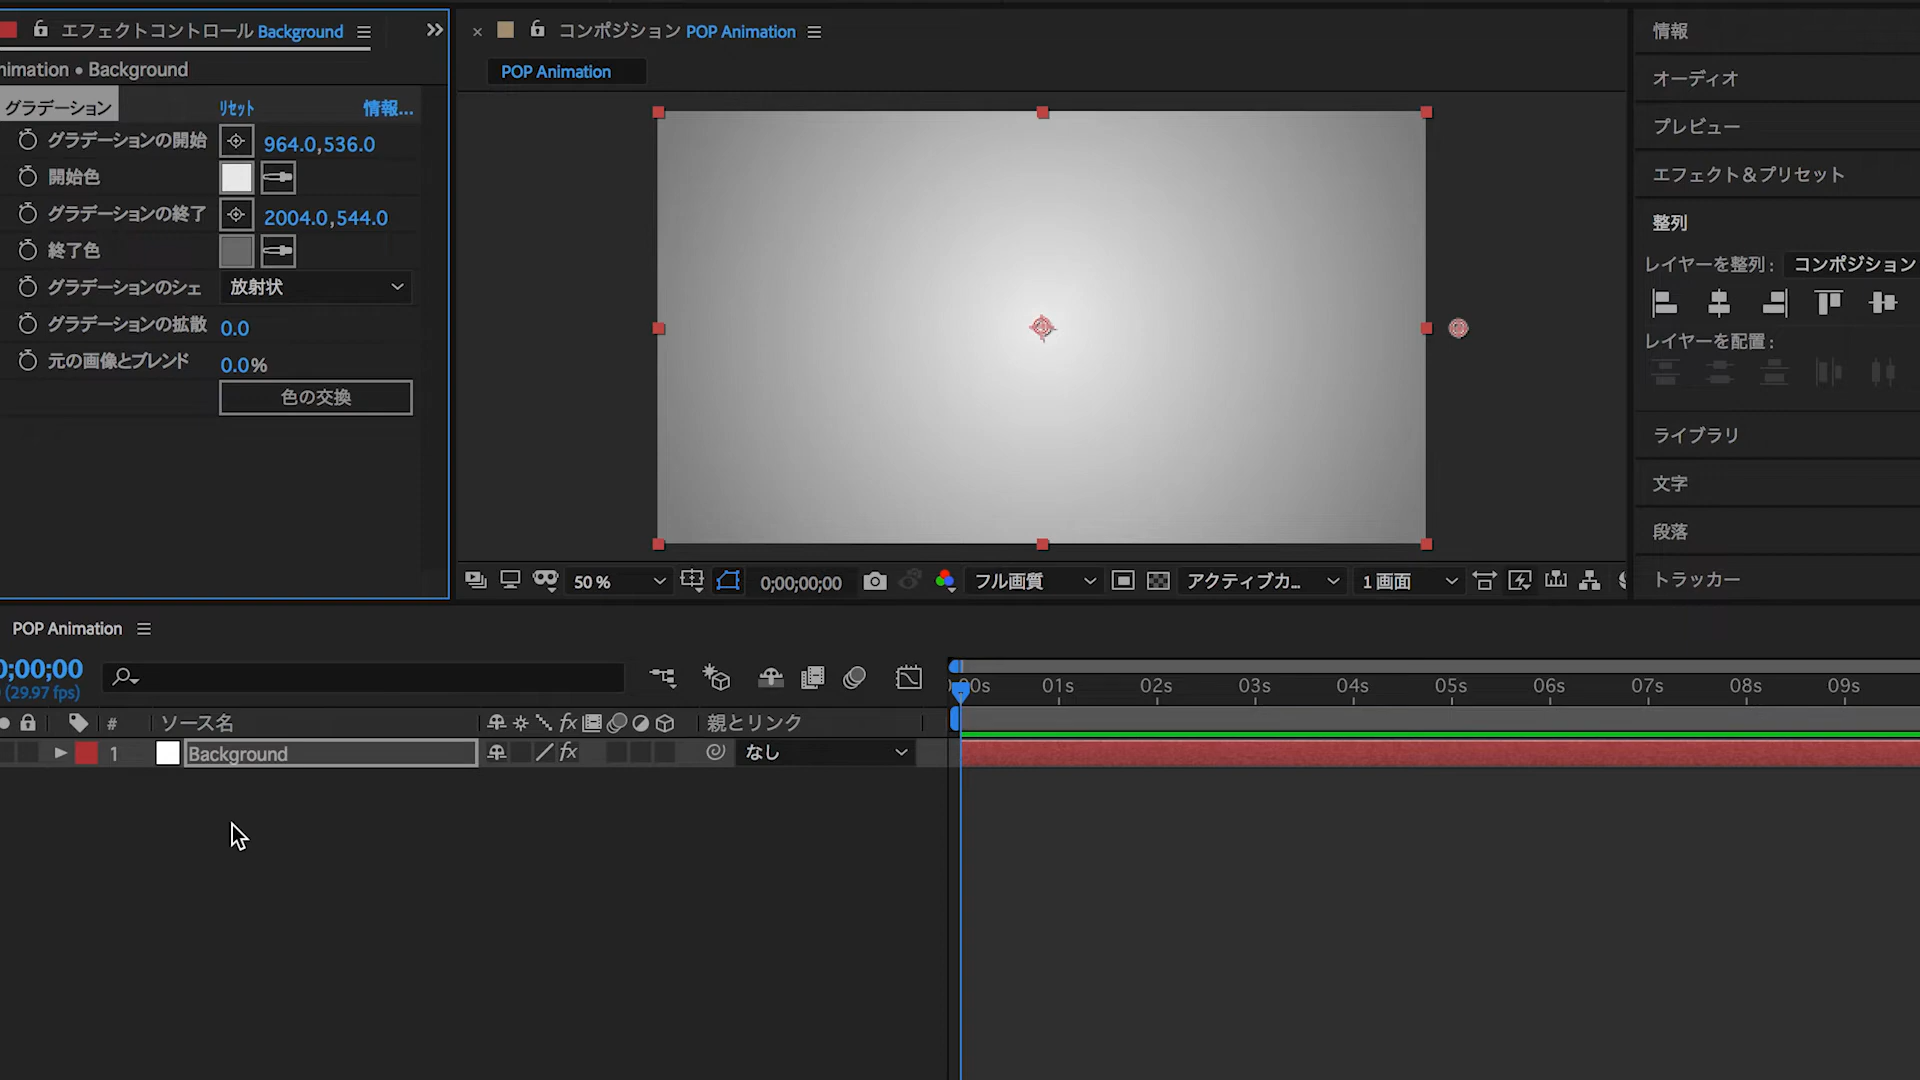 エフェクトコントロール Background
コンポジション POP Animation
POP Animation
nimation • Background
グラデーション リセット 情報...
グラデーションの開始 964.0,536.0
開始色
グラデーションの終了 2004.0,544.0
終了色
グラデーションのシェ 放射状
グラデーションの拡散 0.0
元の画像とブレンド 0.0%
色の交換
50 % 0;00;00;00 フル画質 アクティブカ... 1 画面
情報
オーディオ
プレビュー
エフェクト＆プリセット
整列
レイヤーを整列 : コンポジション
レイヤーを配置 :
ライブラリ
文字
段落
トラッカー
POP Animation
0;00;00
(29.97 fps)
00s 01s 02s 03s 04s 05s 06s 07s 08s 09s
# ソース名 fx 親とリンク
1 Background fx なし